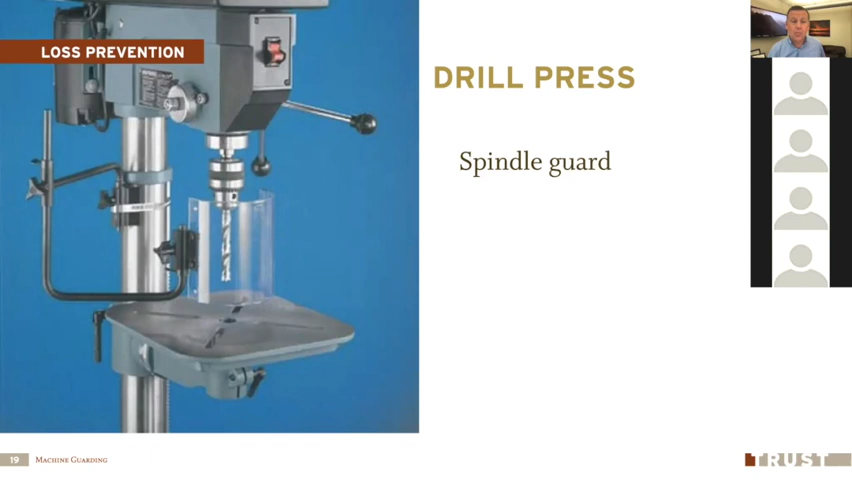 LOSS PREVENTION
DRILL PRESS
Spindle guard
19 MACHINE GUARDING
TRUST